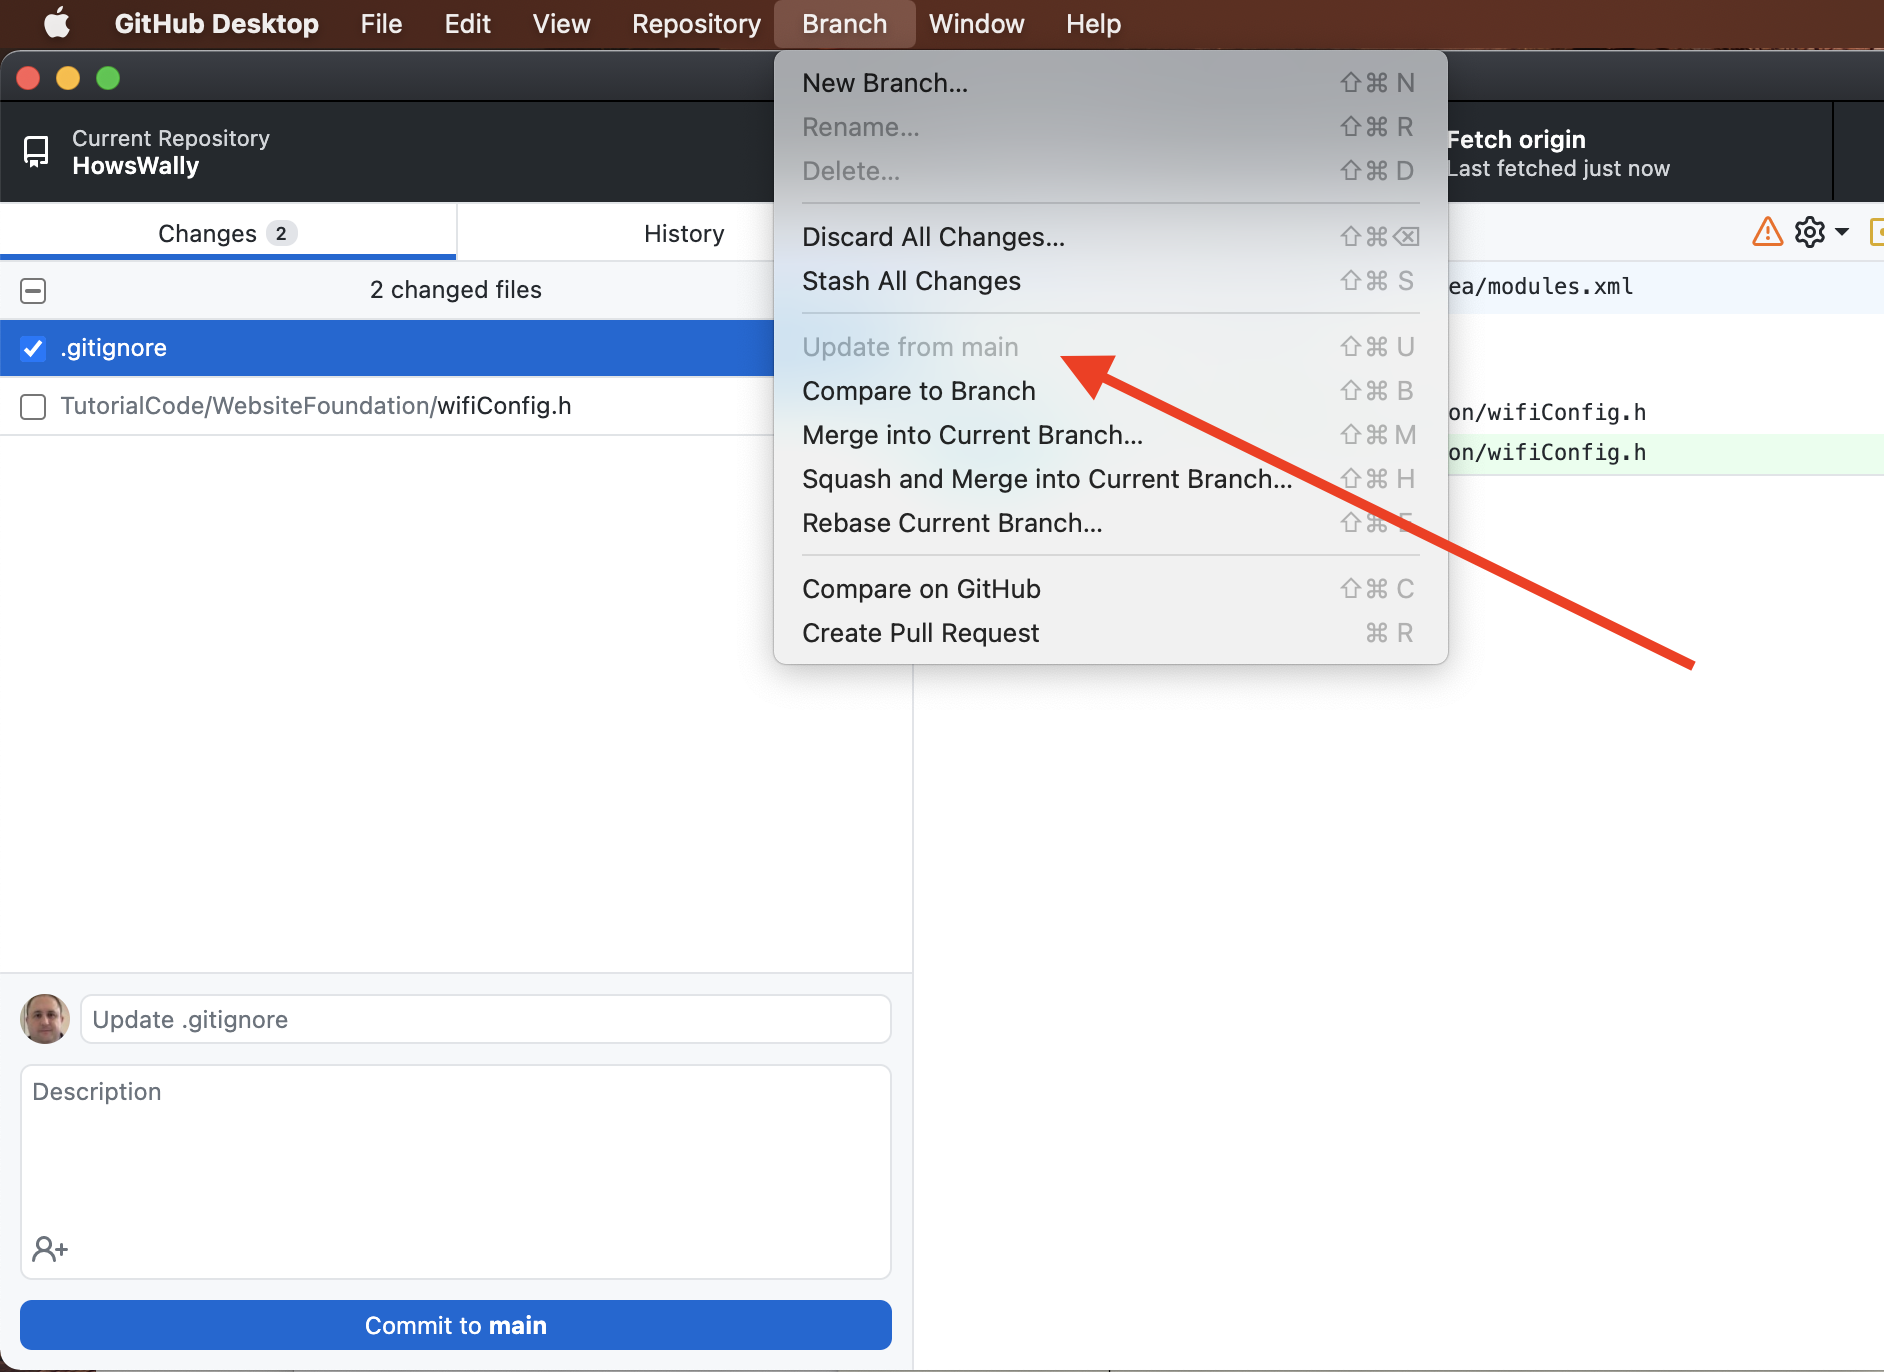 GitHub Desktop File Edit View Repository Branch Window Help
Current Repository
HowsWally
Fetch origin
Last fetched just now
Changes 2
History
2 changed files
.gitignore
TutorialCode/WebsiteFoundation/wifiConfig.h
New Branch... ⇧⌘ N
Rename... ⇧⌘ R
Delete... ⇧⌘ D
Discard All Changes... ⇧⌘⌫
Stash All Changes ⇧⌘ S
Update from main ⇧⌘ U
Compare to Branch ⇧⌘ B
Merge into Current Branch... ⇧⌘ M
Squash and Merge into Current Branch... ⇧⌘ H
Rebase Current Branch... ⇧⌘
Compare on GitHub ⇧⌘ C
Create Pull Request ⌘ R
ea/modules.xml
on/wifiConfig.h
on/wifiConfig.h
Update .gitignore
Description
Commit to main